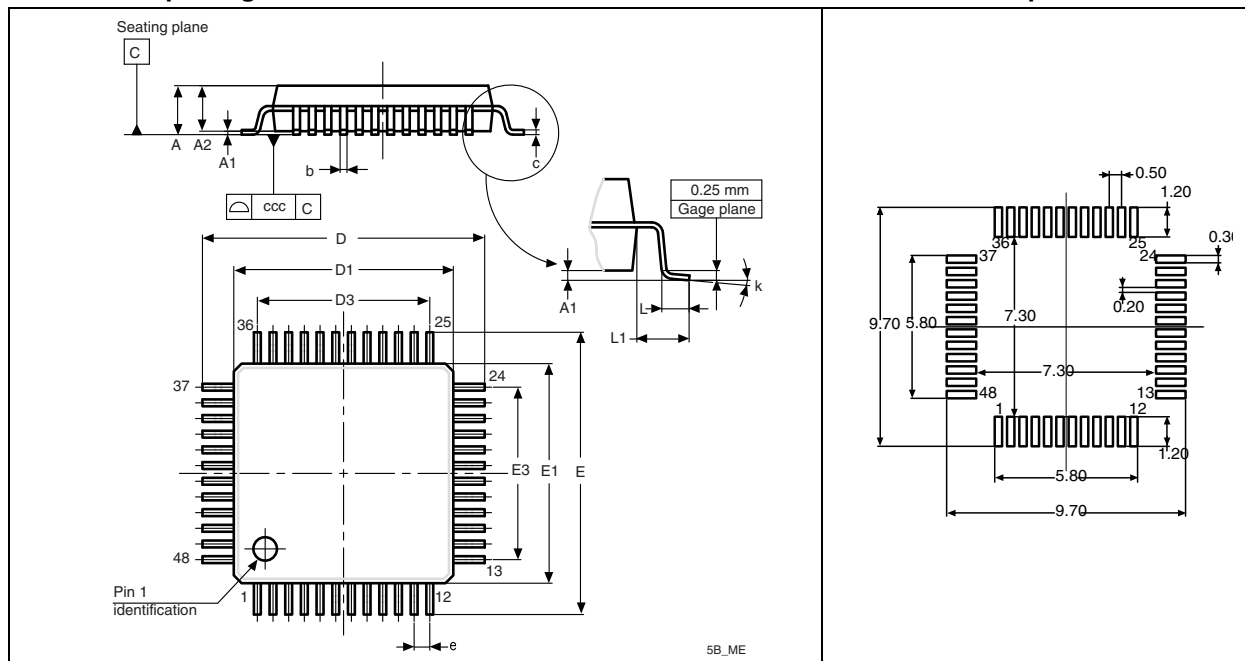 Seating plane
C
A
A2
A1
b
c
ccc
C
0.25 mm
Gage plane
D
D1
D3
A1
L
L1
k
36
25
37
24
E3
E1
E
48
13
Pin 1
identification
1
12
e
5B_ME
0.50
1.20
36
25
37
24
0.20
9.70
5.80
7.30
7.30
48
13
1
12
1.20
5.80
9.70